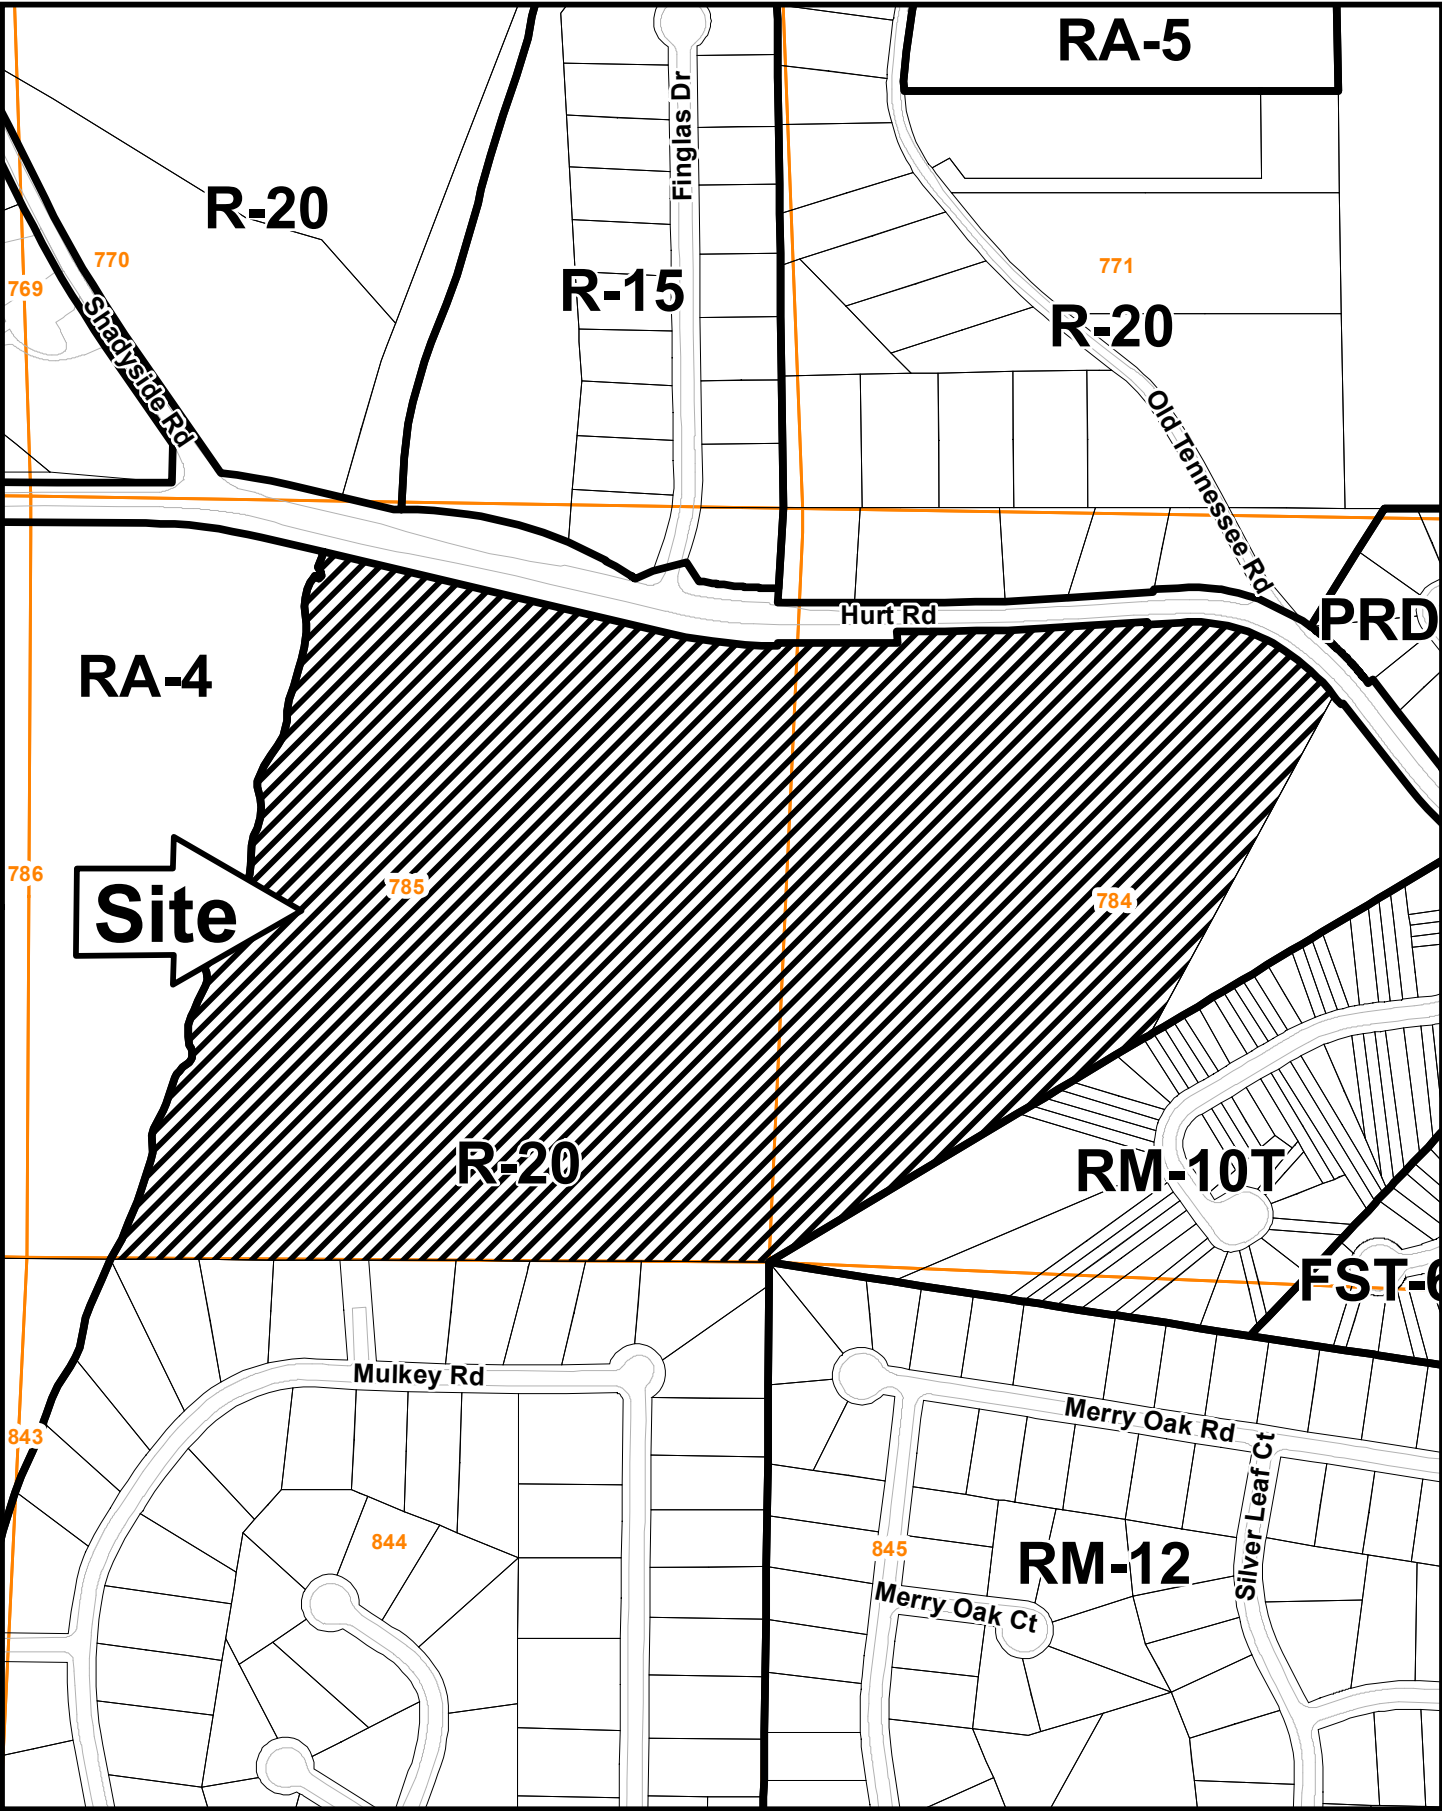 RA-5
Finglas Dr
R-20
770
771
769
R-15
R-20
Shadyside Rd
Old Tennessee Rd
Hurt Rd
PRD
RA-4
786
785
784
Site
R-20
RM-10T
FST-6
Mulkey Rd
Merry Oak Rd
843
Silver Leaf Ct
844
845
RM-12
Merry Oak Ct